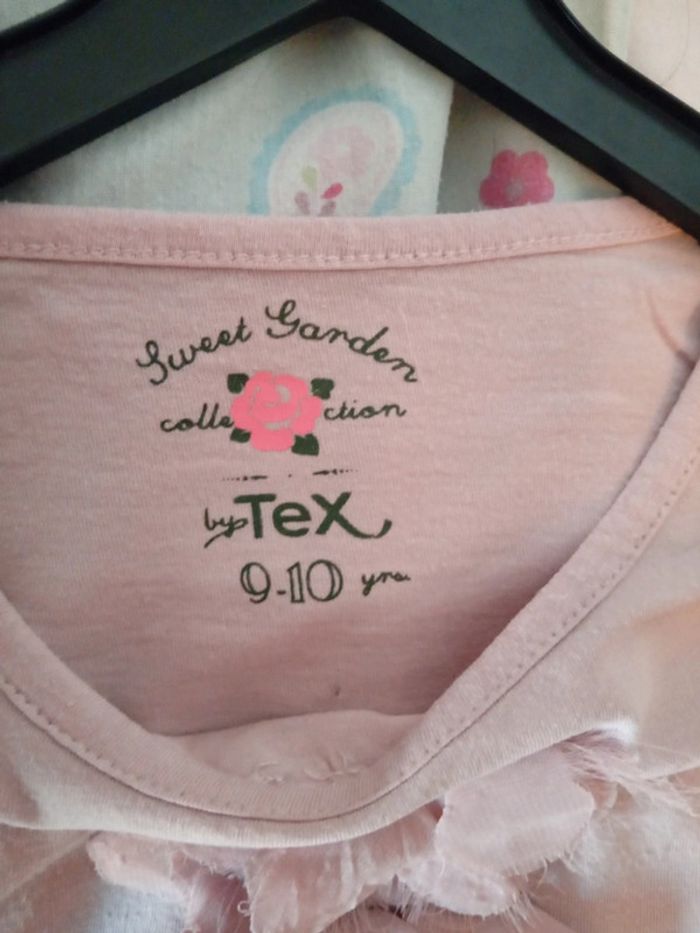 Sweet Garden
collection
by TeX
9-10 yrs.